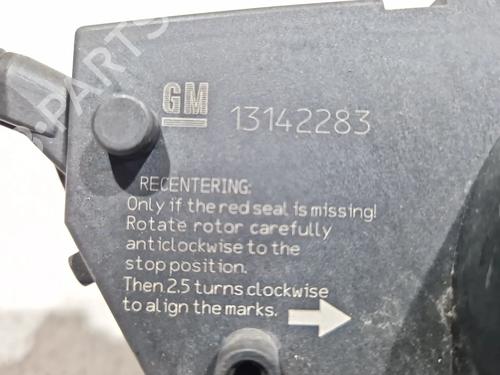 GM
13142283
RECENTERING:
Only if the red seal is missing!
Rotate rotor carefully
anticlockwise to the
stop position.
Then 2.5 turns clockwise
to align the marks.